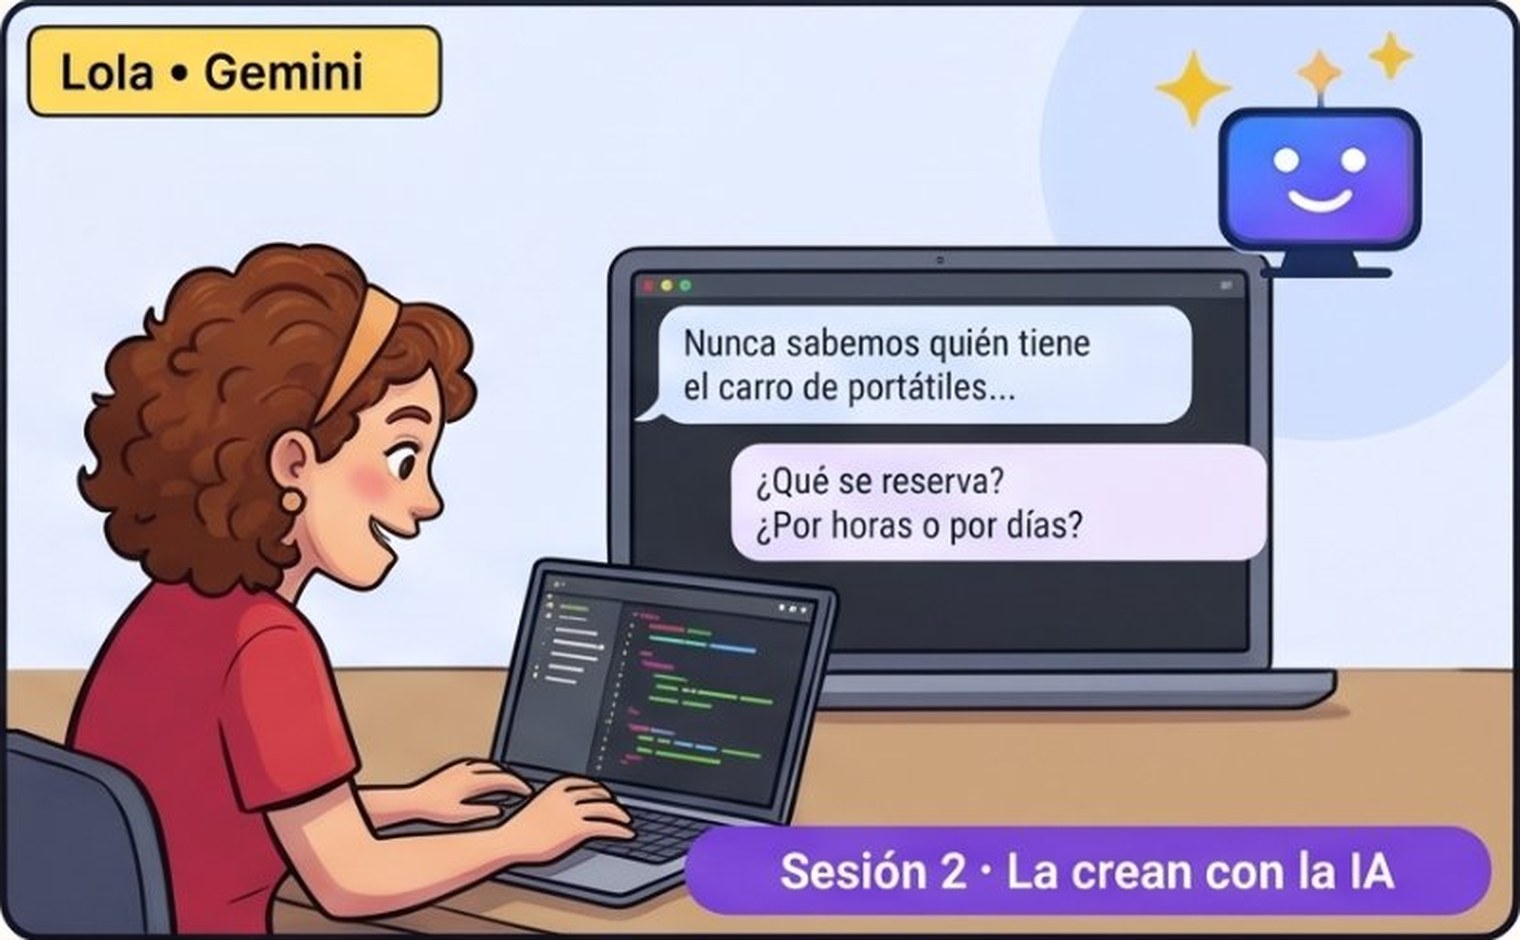 Lola • Gemini
Nunca sabemos quién tiene
el carro de portátiles...
¿Qué se reserva?
¿Por horas o por días?
Sesión 2 · La crean con la IA